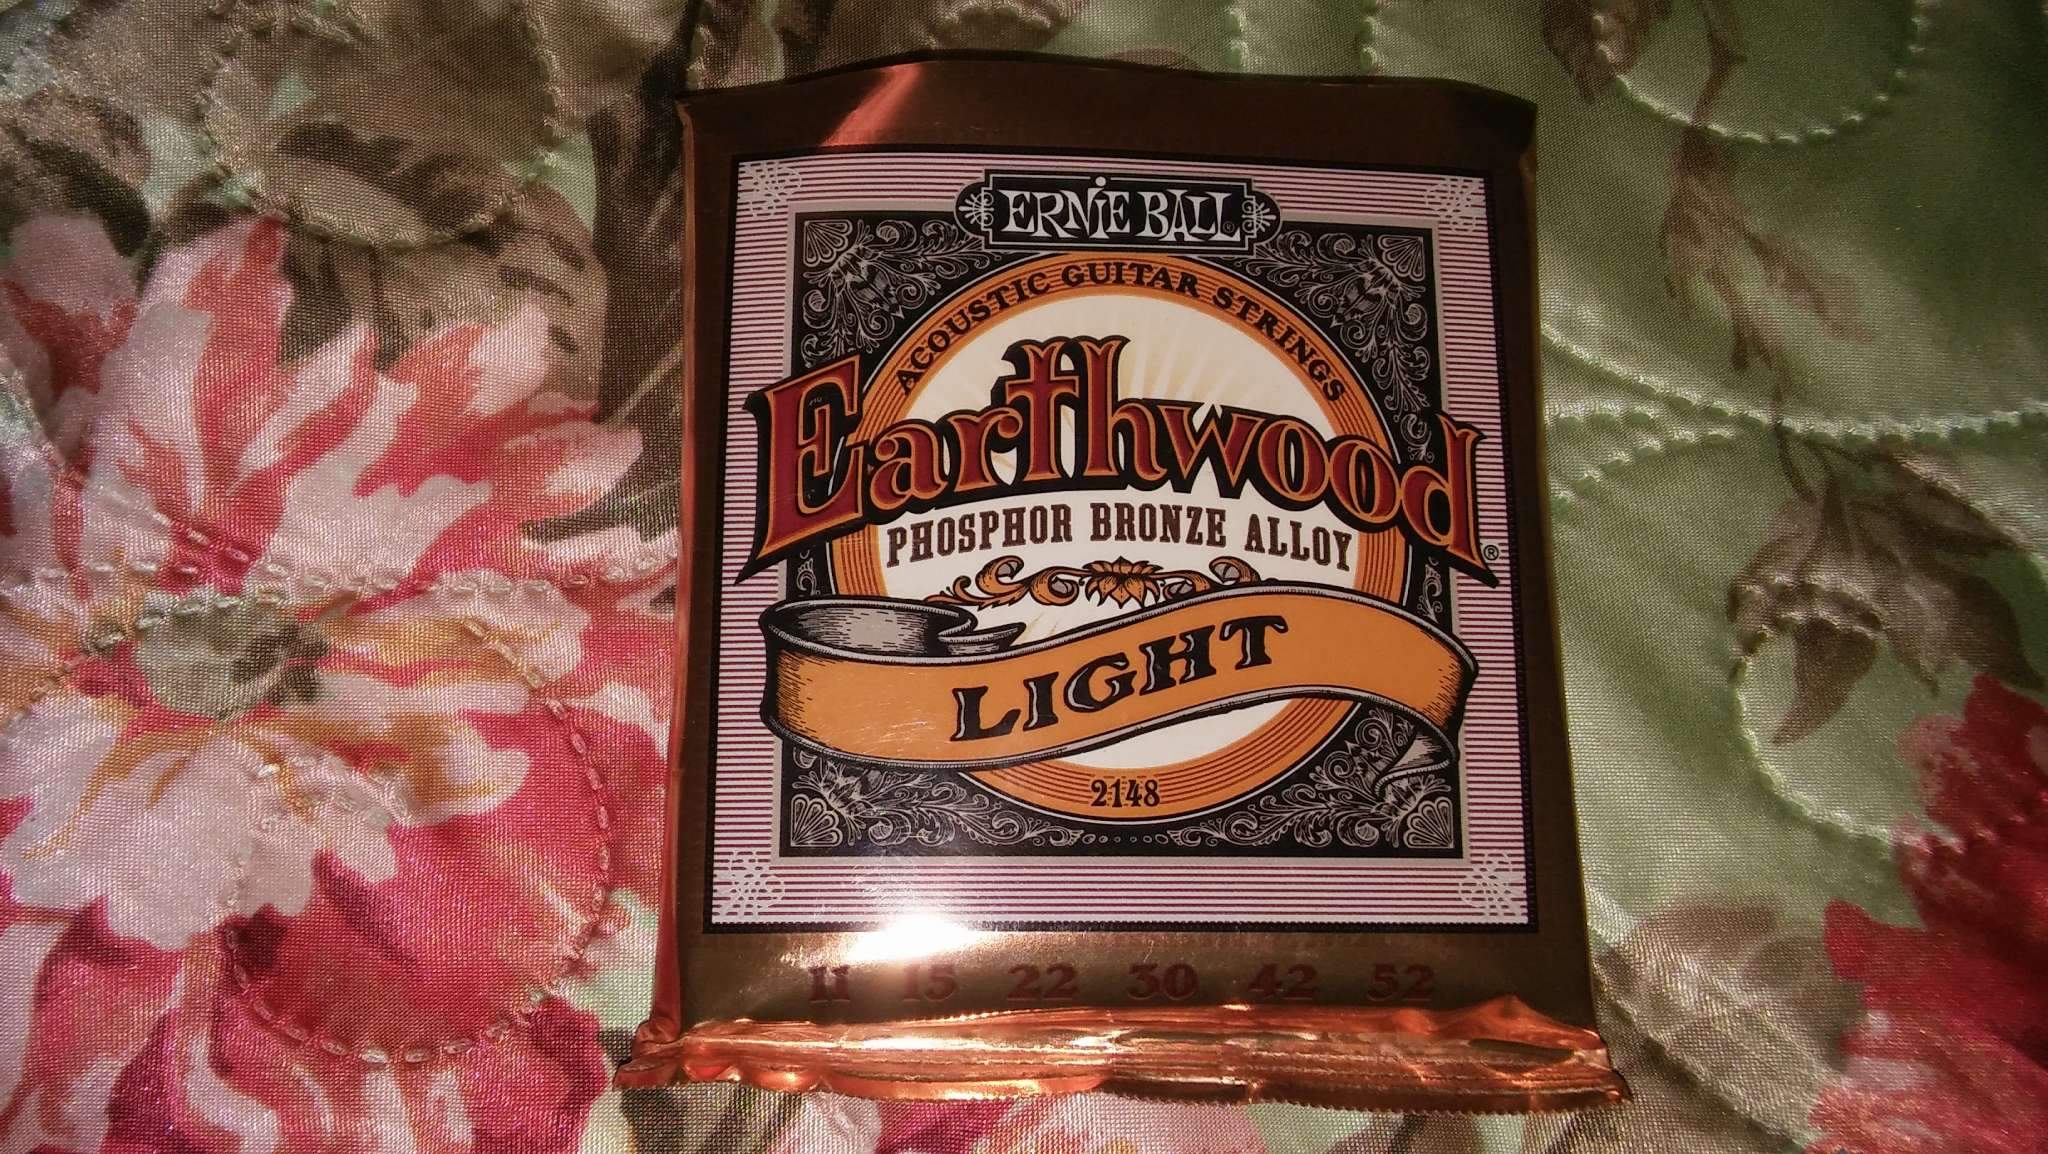 ERNIE BALL®
ACOUSTIC GUITAR STRINGS
Earthwood®
PHOSPHOR BRONZE ALLOY
LIGHT
2148
11 15 22 30 42 52